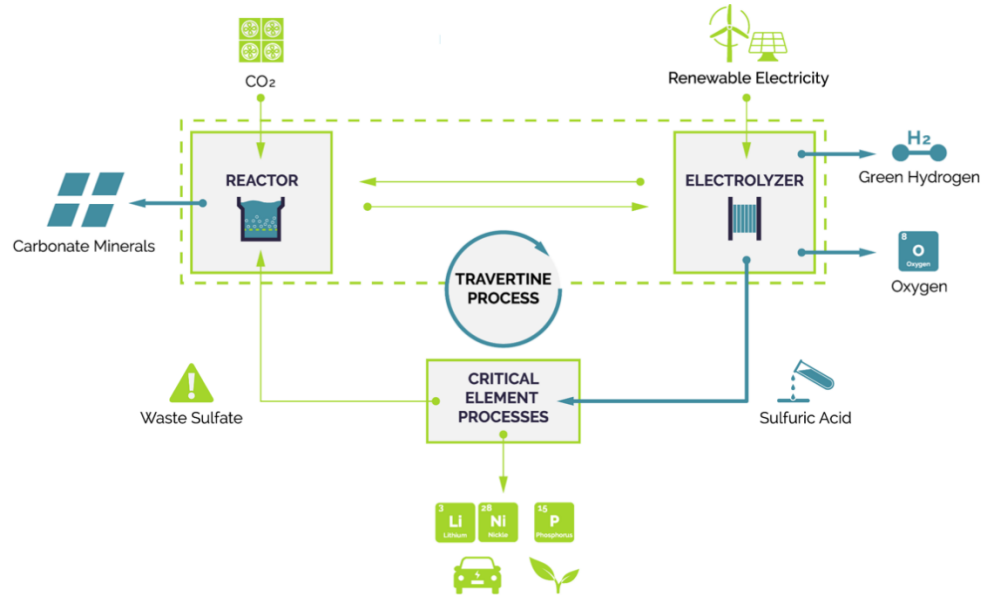 CO₂
Renewable Electricity
REACTOR
ELECTROLYZER
H₂
Green Hydrogen
Carbonate Minerals
8
O
Oxygen
Oxygen
TRAVERTINE
PROCESS
CRITICAL
ELEMENT
PROCESSES
Waste Sulfate
Sulfuric Acid
3
Li
Lithium
28
Ni
Nickle
15
P
Phosphorus